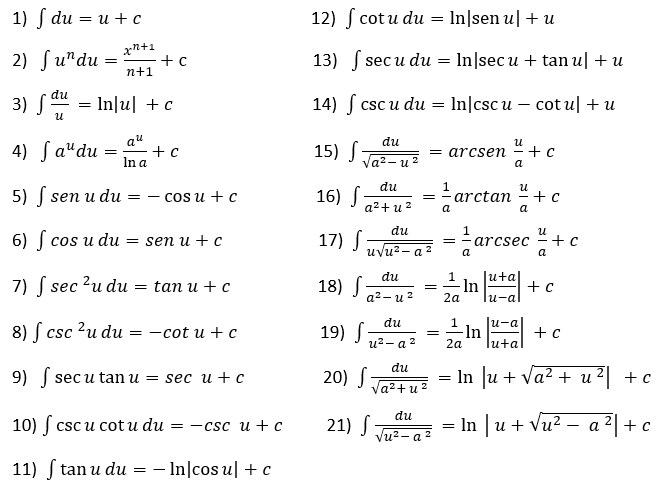 1) ∫ du = u + c
2) ∫ uⁿdu = xⁿ⁺¹/n+1 + c
3) ∫ du/u = ln|u| + c
4) ∫ aᵘdu = aᵘ/ln a + c
5) ∫ sen u du = − cos u + c
6) ∫ cos u du = sen u + c
7) ∫ sec ²u du = tan u + c
8) ∫ csc ²u du = −cot u + c
9) ∫ sec u tan u = sec u + c
10) ∫ csc u cot u du = −csc u + c
11) ∫ tan u du = − ln|cos u| + c
12) ∫ cot u du = ln|sen u| + u
13) ∫ sec u du = ln|sec u + tan u| + u
14) ∫ csc u du = ln|csc u − cot u| + u
15) ∫ du/√(a²− u²) = arcsen u/a + c
16) ∫ du/(a²+ u²) = 1/a arctan u/a + c
17) ∫ du/(u√(u²− a²)) = 1/a arcsec u/a + c
18) ∫ du/(a²− u²) = 1/2a ln |u+a/u−a| + c
19) ∫ du/(u²− a²) = 1/2a ln |u−a/u+a| + c
20) ∫ du/√(a²+ u²) = ln |u + √(a² + u²)| + c
21) ∫ du/√(u²− a²) = ln | u + √(u² − a²)| + c